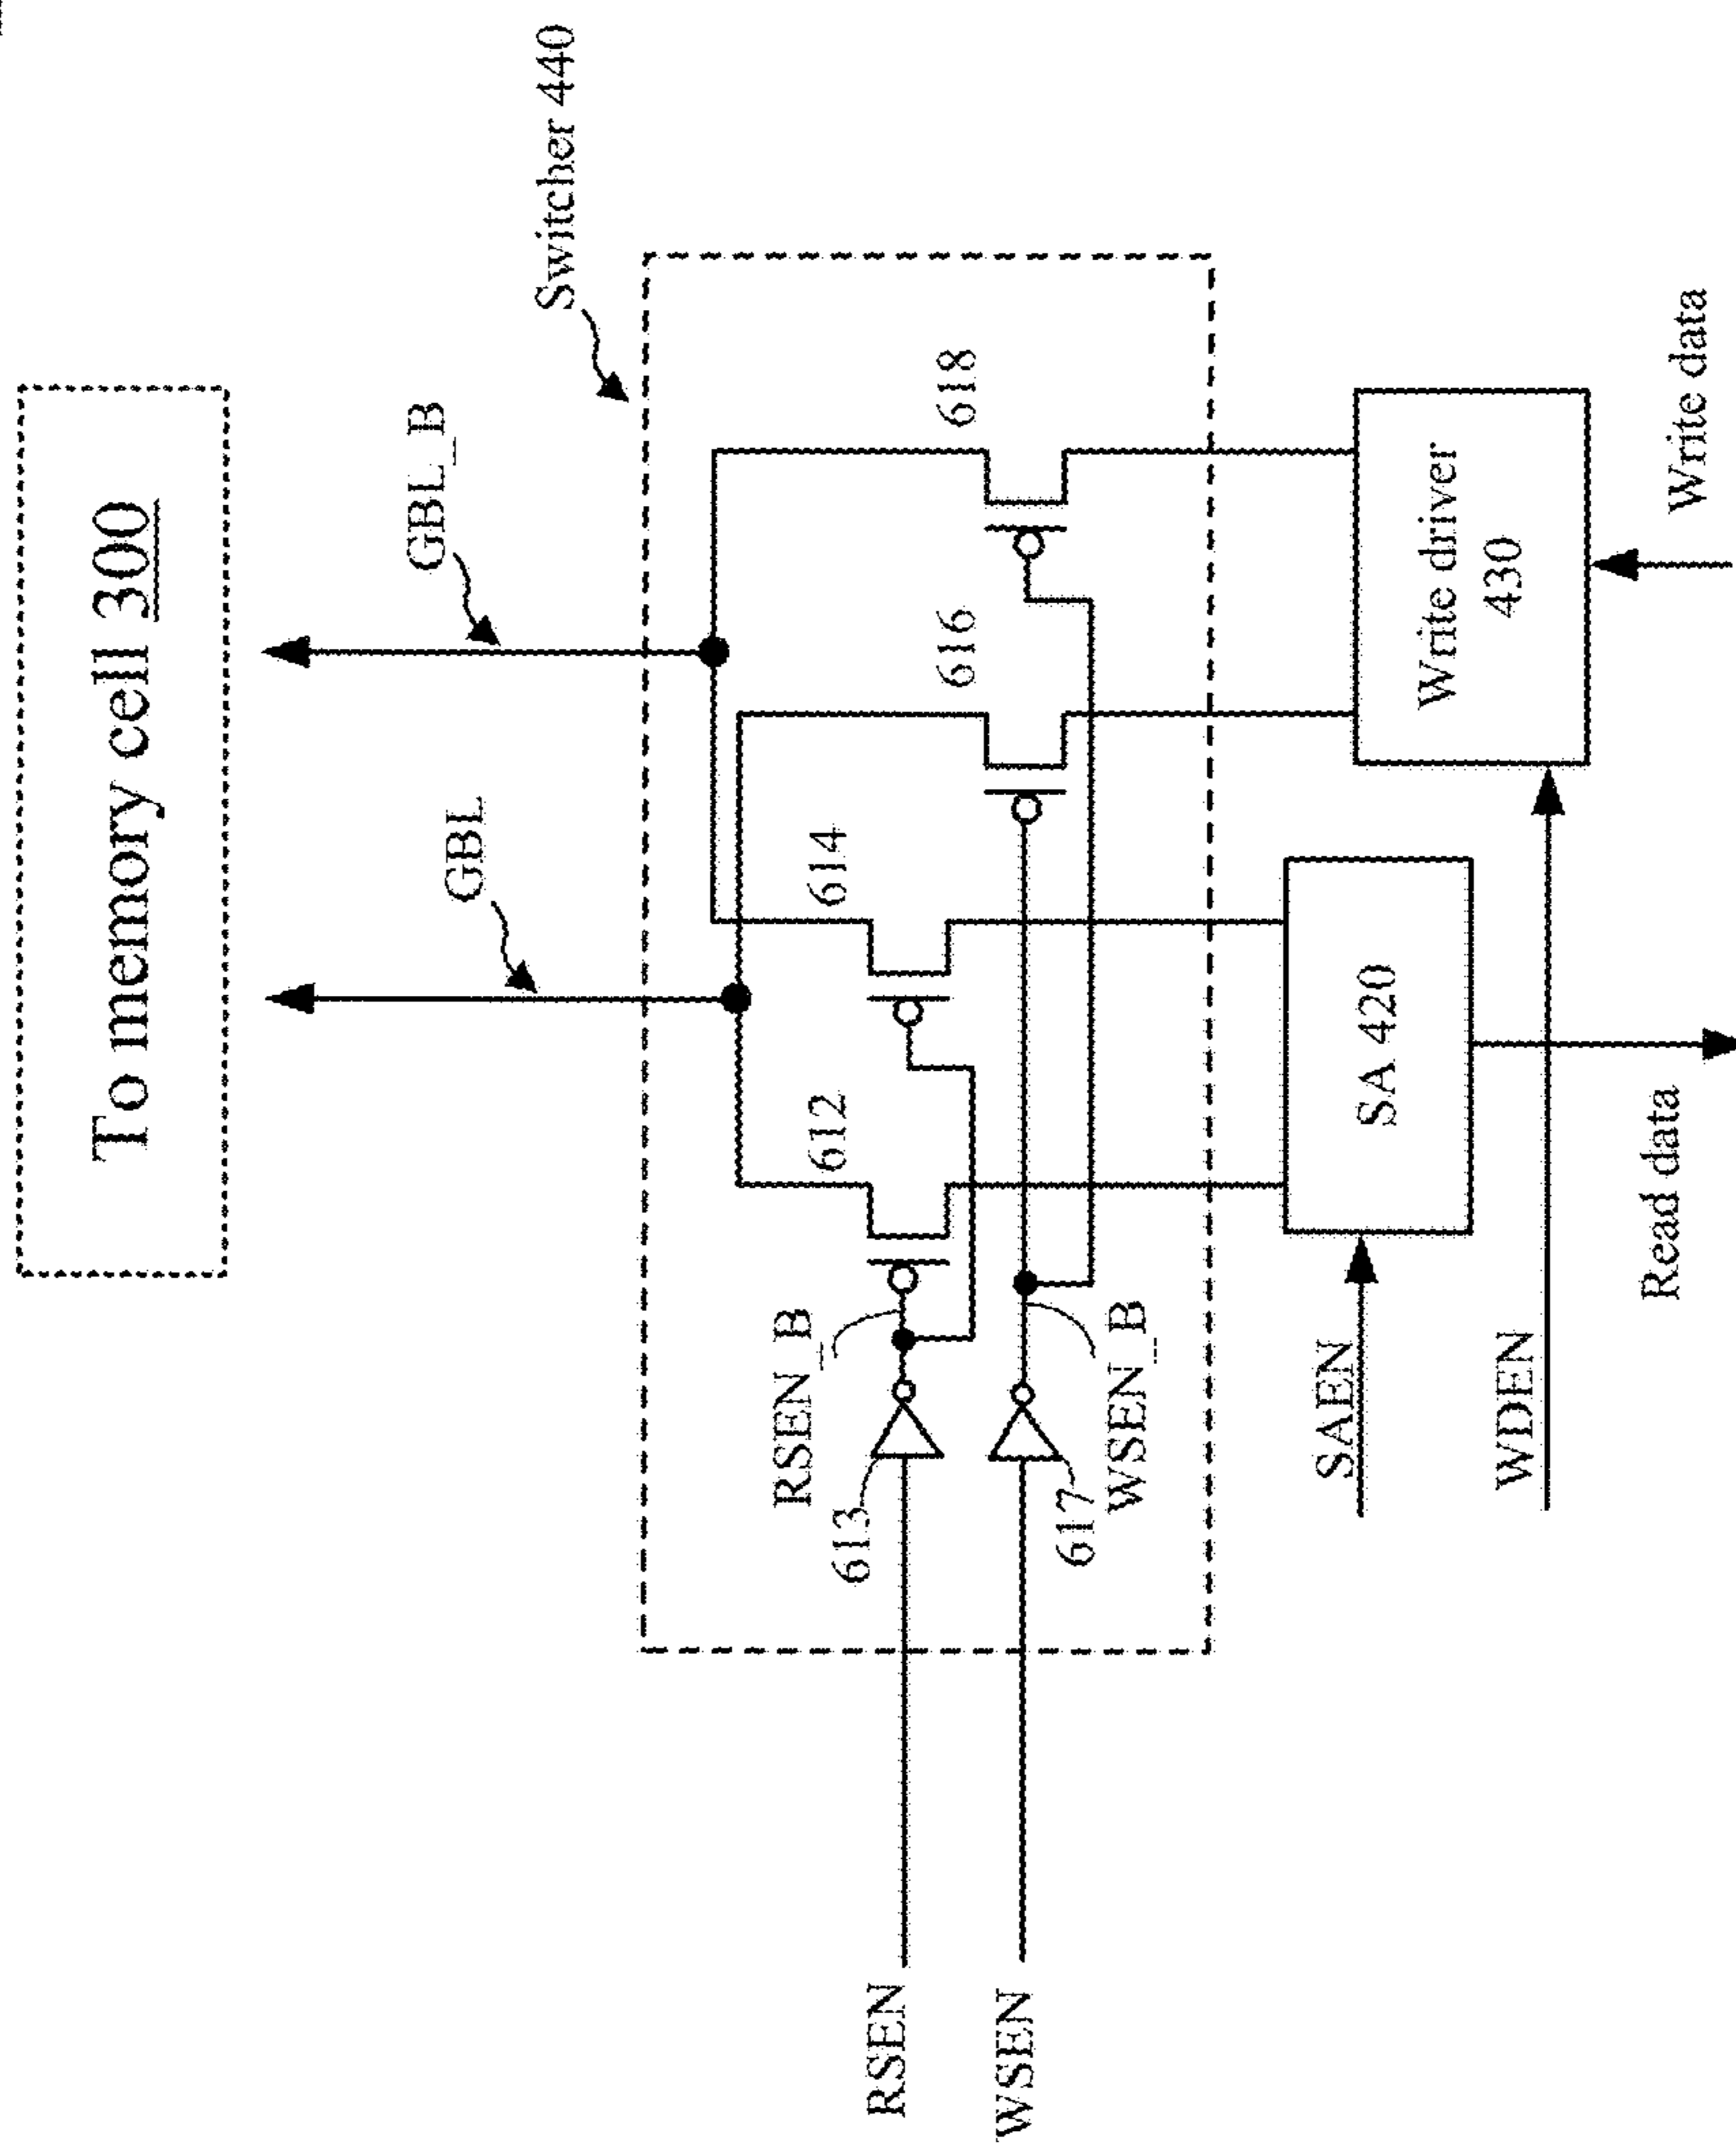 To memory cell 300
GBL
GBL_B
Switcher 440
RSEN
WSEN
613
617
RSEN_B
WSEN_B
612
614
616
618
SAEN
WDEN
SA 420
Write driver
430
Read data
Write data